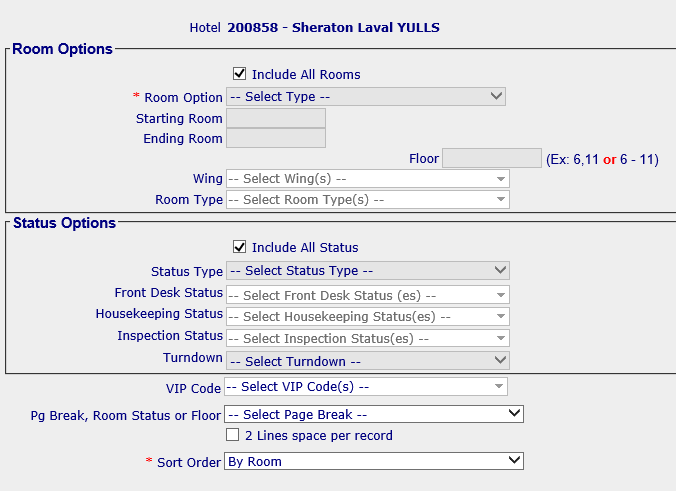 Hotel 200858 - Sheraton Laval YULLS
Room Options
Include All Rooms
* Room Option -- Select Type --
Starting Room
Ending Room
Floor (Ex: 6,11 or 6 - 11)
Wing -- Select Wing(s) --
Room Type -- Select Room Type(s) --
Status Options
Include All Status
Status Type -- Select Status Type --
Front Desk Status -- Select Front Desk Status (es) --
Housekeeping Status -- Select Housekeeping Status(es) --
Inspection Status -- Select Inspection Status(es) --
Turndown -- Select Turndown --
VIP Code -- Select VIP Code(s) --
Pg Break, Room Status or Floor -- Select Page Break --
2 Lines space per record
* Sort Order By Room